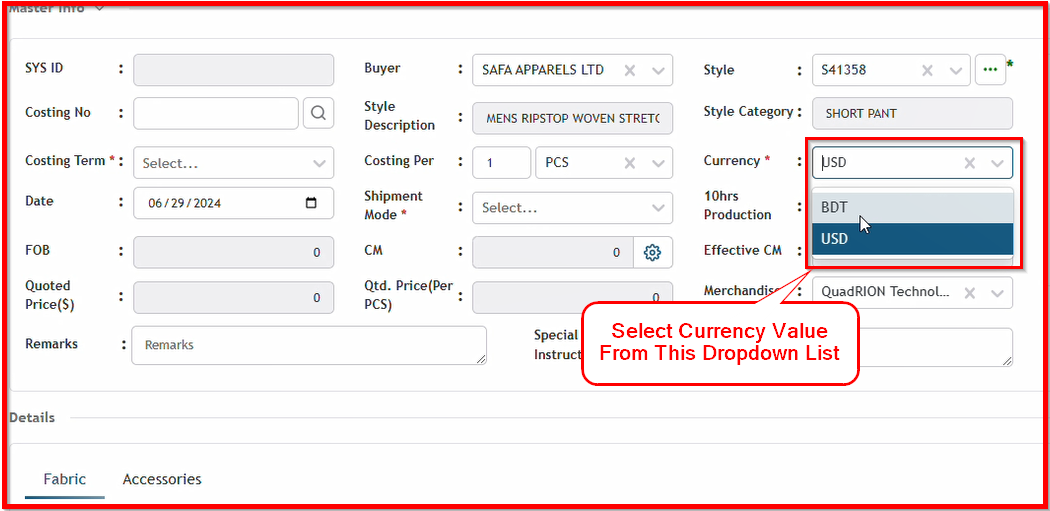 Master Info
SYS ID :
Buyer : SAFA APPARELS LTD
Style : S41358 ... *
Costing No :
Style Description : MENS RIPSTOP WOVEN STRETC
Style Category : SHORT PANT
Costing Term * : Select...
Costing Per : 1 PCS
Currency * : USD
BDT
USD
Date : 06/29/2024
Shipment Mode * : Select...
10hrs Production :
FOB : 0
CM : 0
Effective CM :
Quoted Price($) : 0
Qtd. Price(Per PCS) : 0
Merchandise : QuadRION Technol...
Remarks : Remarks
Special
Instruct
Select Currency Value
From This Dropdown List
Details
Fabric Accessories